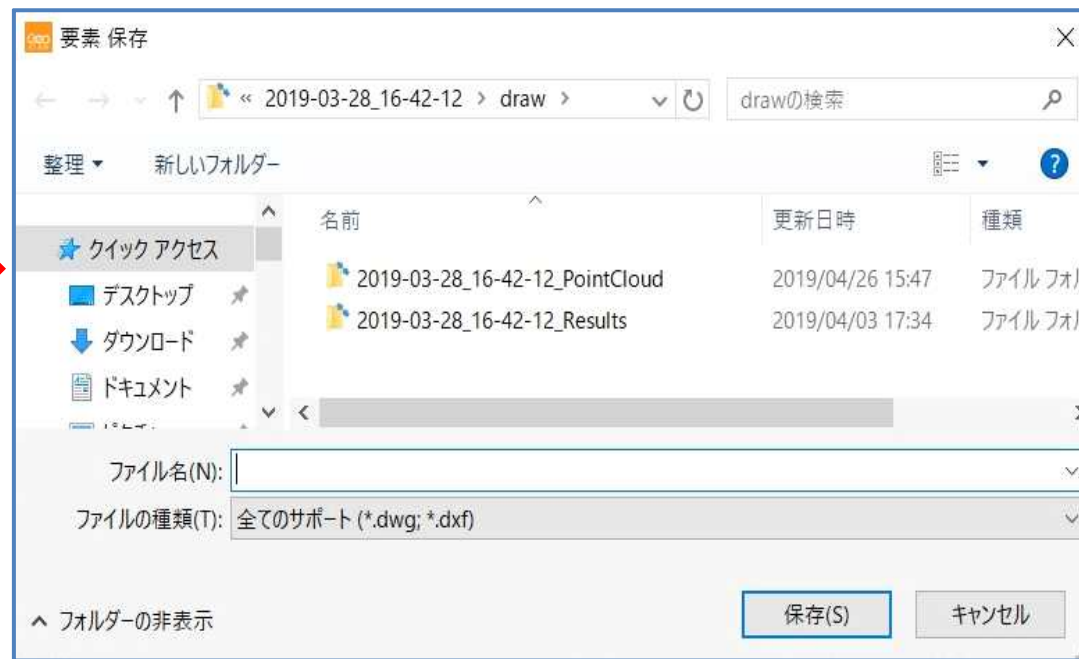 要素 保存
« 2019-03-28_16-42-12 > draw >
drawの検索
整理
新しいフォルダー
名前
更新日時
種類
クイック アクセス
デスクトップ
ダウンロード
ドキュメント
2019-03-28_16-42-12_PointCloud
2019/04/26 15:47
ファイル フォル
2019-03-28_16-42-12_Results
2019/04/03 17:34
ファイル フォル
ファイル名(N):
ファイルの種類(T): 全てのサポート (*.dwg; *.dxf)
フォルダーの非表示
保存(S)
キャンセル